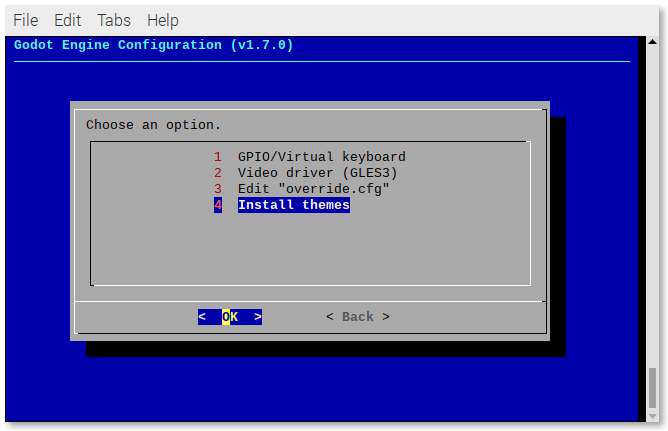 File Edit Tabs Help
Godot Engine Configuration (v1.7.0)
Choose an option.
1 GPIO/Virtual keyboard
2 Video driver (GLES3)
3 Edit "override.cfg"
4 Install themes
< OK > < Back >